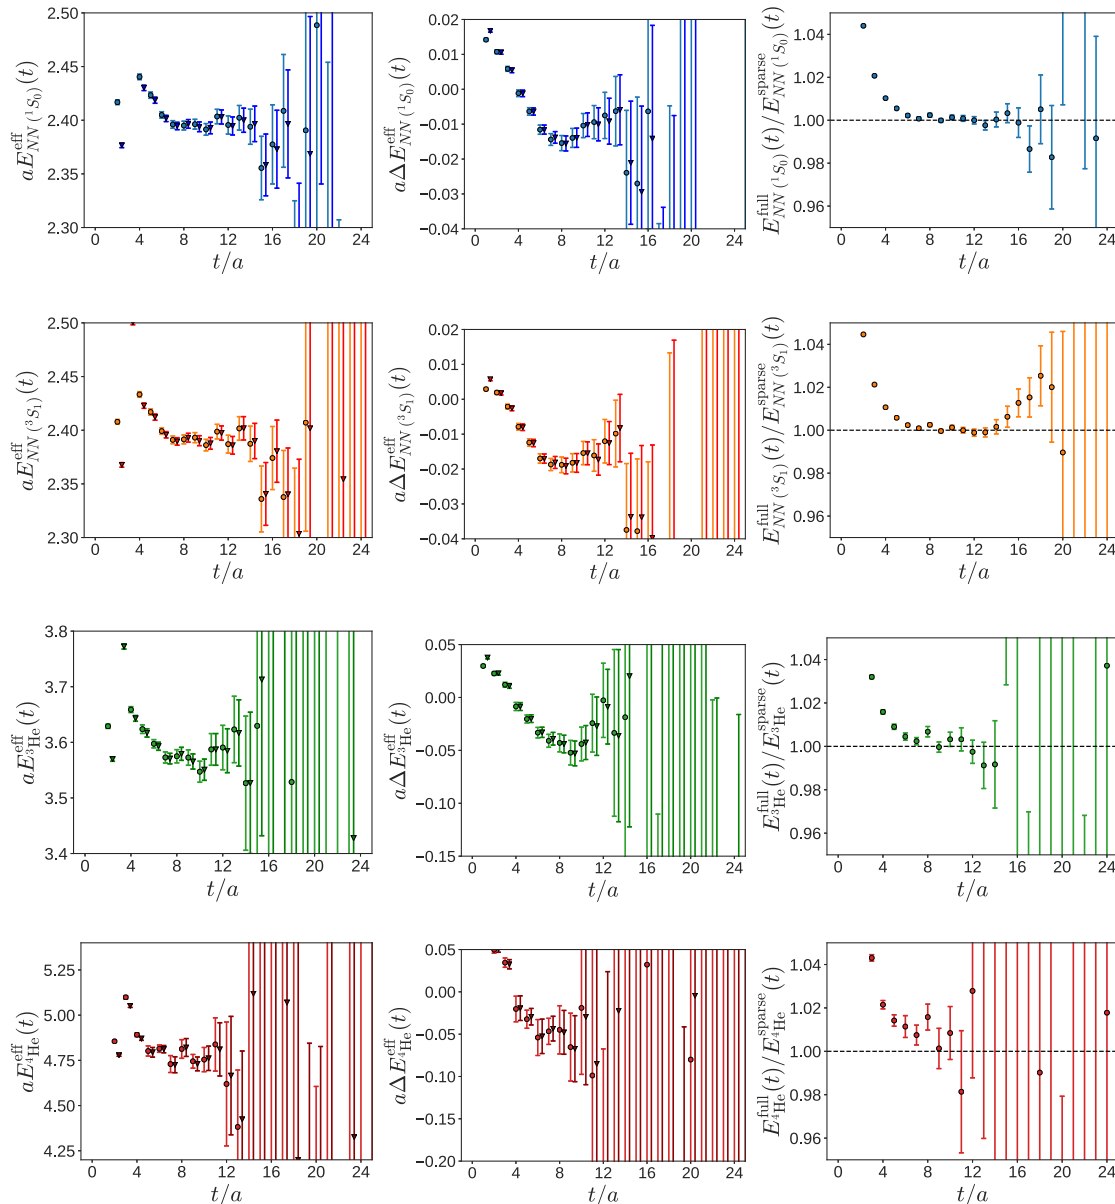 2.50 2.45 2.40 2.35 2.30
aE^eff_NN(¹S₀)(t)
0 4 8 12 16 20 24
t/a
0.02 0.01 0.00 −0.01 −0.02 −0.03 −0.04
aΔE^eff_NN(¹S₀)(t)
0 4 8 12 16 20 24
t/a
1.04 1.02 1.00 0.98 0.96
E^full_NN(¹S₀)(t)/E^sparse_NN(¹S₀)(t)
0 4 8 12 16 20 24
t/a
2.50 2.45 2.40 2.35 2.30
aE^eff_NN(³S₁)(t)
0 4 8 12 16 20 24
t/a
0.02 0.01 0.00 −0.01 −0.02 −0.03 −0.04
aΔE^eff_NN(³S₁)(t)
0 4 8 12 16 20 24
t/a
1.04 1.02 1.00 0.98 0.96
E^full_NN(³S₁)(t)/E^sparse_NN(³S₁)(t)
0 4 8 12 16 20 24
t/a
3.8 3.7 3.6 3.5 3.4
aE^eff_³He(t)
0 4 8 12 16 20 24
t/a
0.05 0.00 −0.05 −0.10 −0.15
aΔE^eff_³He(t)
0 4 8 12 16 20 24
t/a
1.04 1.02 1.00 0.98 0.96
E^full_³He(t)/E^sparse_³He(t)
0 4 8 12 16 20 24
t/a
5.25 5.00 4.75 4.50 4.25
aE^eff_⁴He(t)
0 4 8 12 16 20 24
t/a
0.05 0.00 −0.05 −0.10 −0.15 −0.20
aΔE^eff_⁴He(t)
0 4 8 12 16 20 24
t/a
1.04 1.02 1.00 0.98 0.96
E^full_⁴He(t)/E^sparse_⁴He(t)
0 4 8 12 16 20 24
t/a